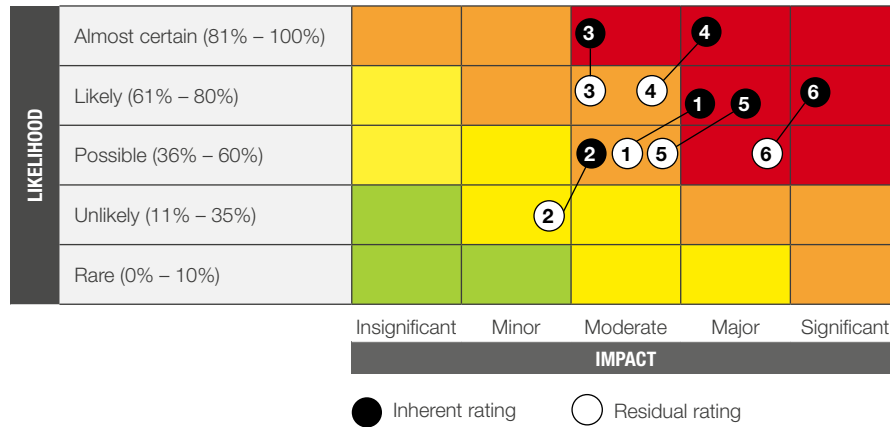 LIKELIHOOD
Almost certain (81% – 100%)
3
4
Likely (61% – 80%)
3
4
1
5
6
Possible (36% – 60%)
2
1
5
6
Unlikely (11% – 35%)
2
Rare (0% – 10%)
Insignificant Minor Moderate Major Significant
IMPACT
Inherent rating Residual rating